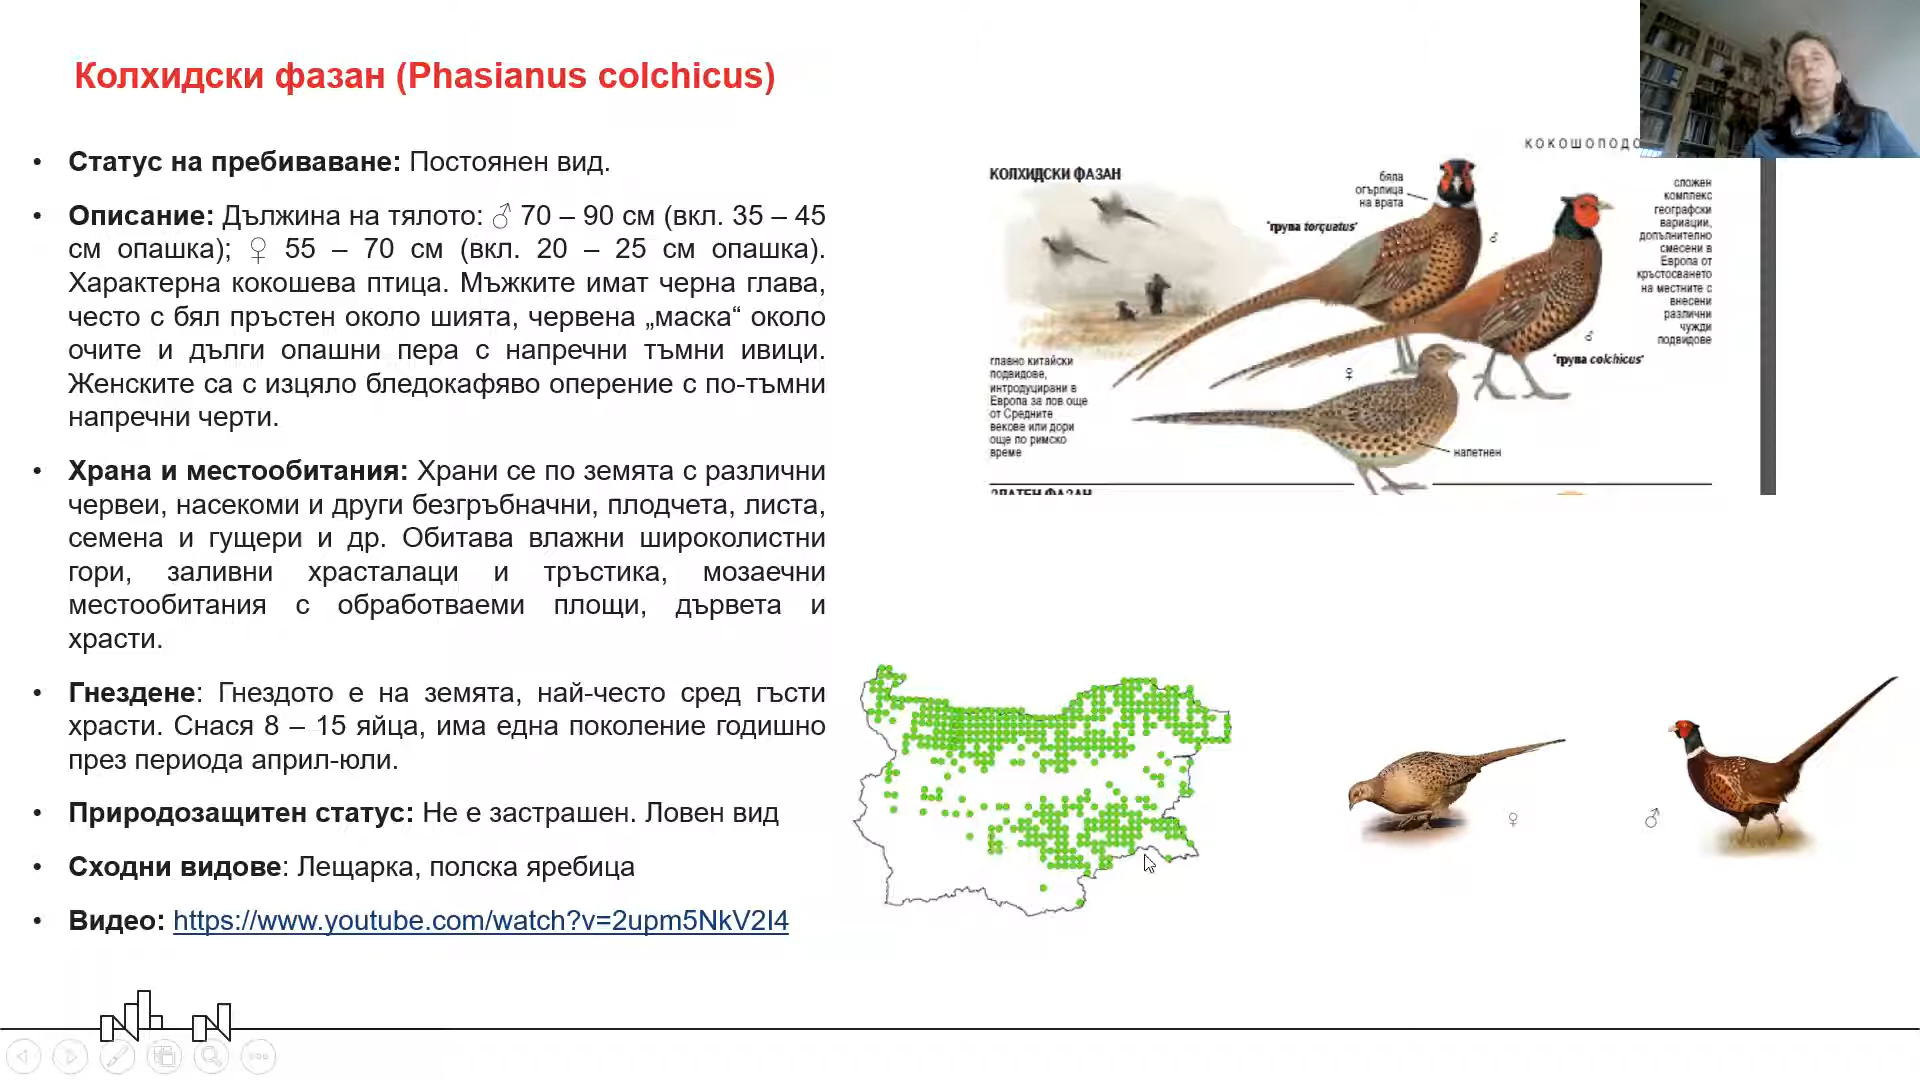 Колхидски фазан (Phasianus colchicus)
• Статус на пребиваване: Постоянен вид.
• Описание: Дължина на тялото: ♂ 70 – 90 см (вкл. 35 – 45
см опашка); ♀ 55 – 70 см (вкл. 20 – 25 см опашка).
Характерна кокошева птица. Мъжките имат черна глава,
често с бял пръстен около шията, червена „маска“ около
очите и дълги опашни пера с напречни тъмни ивици.
Женските са с изцяло бледокафяво оперение с по-тъмни
напречни черти.
• Храна и местообитания: Храни се по земята с различни
червеи, насекоми и други безгръбначни, плодчета, листа,
семена и гущери и др. Обитава влажни широколистни
гори, заливни храсталаци и тръстика, мозаечни
местообитания с обработваеми площи, дървета и
храсти.
• Гнездене: Гнездото е на земята, най-често сред гъсти
храсти. Снася 8 – 15 яйца, има една поколение годишно
през периода април-юли.
• Природозащитен статус: Не е застрашен. Ловен вид
• Сходни видове: Лещарка, полска яребица
• Видео: https://www.youtube.com/watch?v=2upm5NkV2I4
КОКОШОПОДО
КОЛХИДСКИ ФАЗАН
бяла
огърлица
на врата
"група torquatus"
♂
сложен
комплекс
географски
вариации,
допълнително
смесени в
Европа от
кръстосването
на местните с
внесени
различни
чужди
подвидове
♂
"група colchicus"
главно китайски
подвидове,
интродуцирани в
Европа за лов още
от Средните
векове или дори
още по римско
време
♀
напетнен
ЗЛАТЕН ФАЗАН
♀
♂